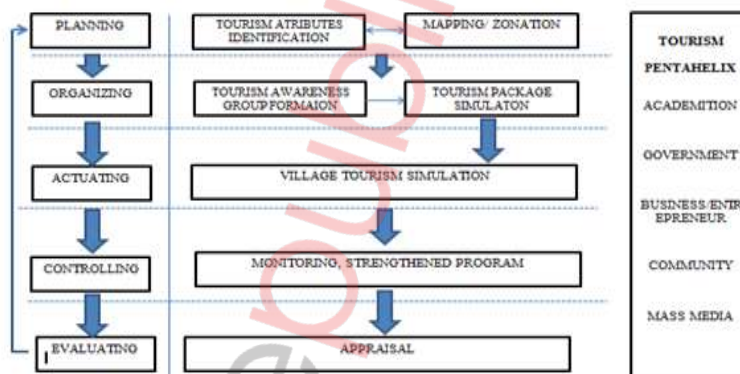 PLANNING
TOURISM ATRIBUTES
IDENTIFICATION
MAPPING/ ZONATION
ORGANIZING
TOURISM AWARENESS
GROUP FORMAION
TOURISM PACKAGE
SIMULATON
ACTUATING
VILLAGE TOURISM SIMULATION
CONTROLLING
MONITORING, STRENGTHENED PROGRAM
EVALUATING
APPRAISAL
TOURISM
PENTAHELIX
ACADEMITION
GOVERNMENT
BUSINESS/ENTR
EPRENEUR
COMMUNITY
MASS MEDIA